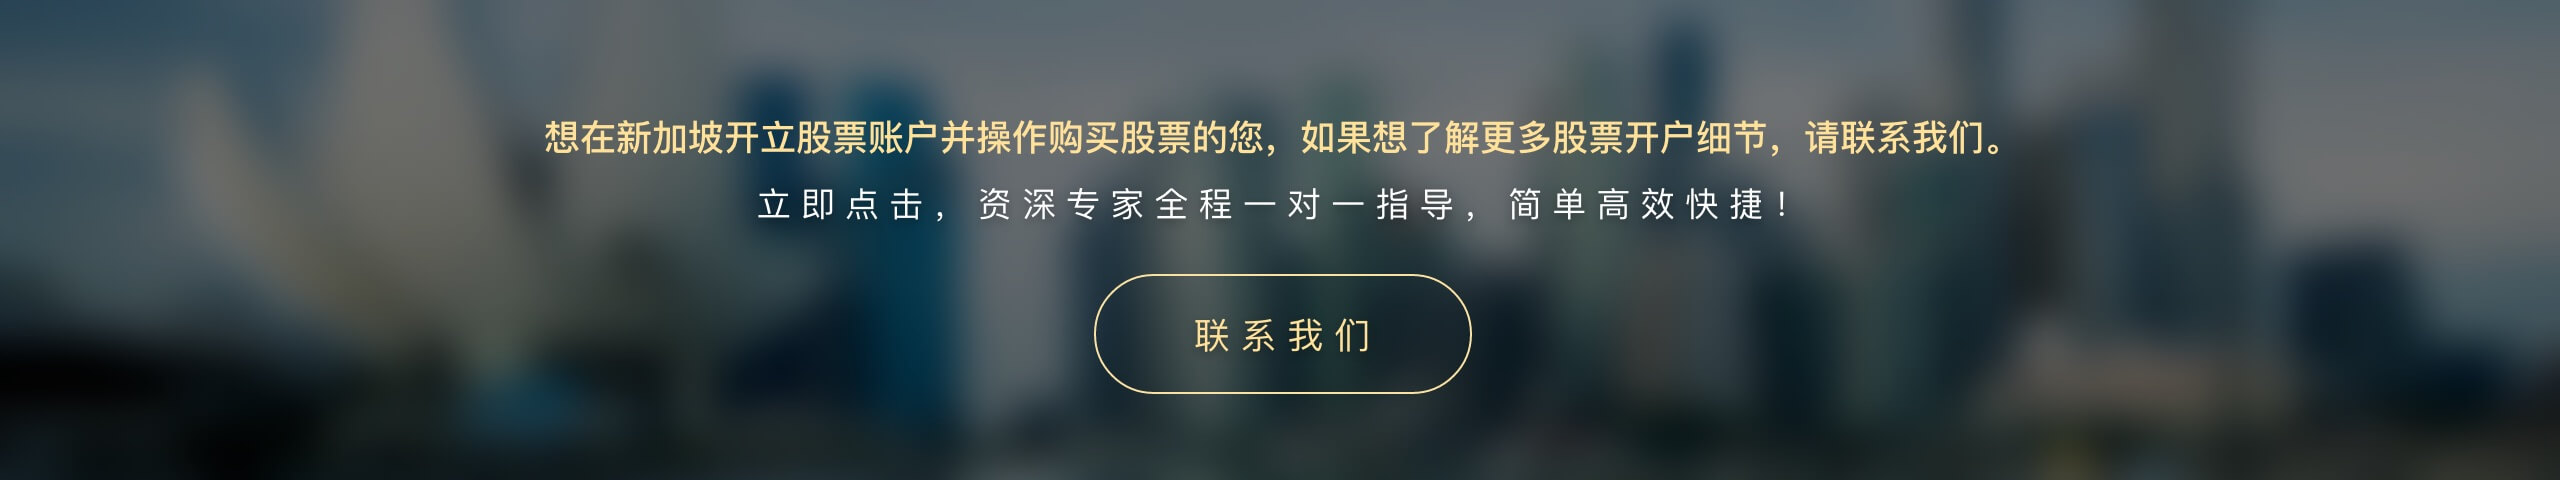 想在新加坡开立股票账户并操作购买股票的您，如果想了解更多股票开户细节，请联系我们。
立即点击，资深专家全程一对一指导，简单高效快捷！
联系我们